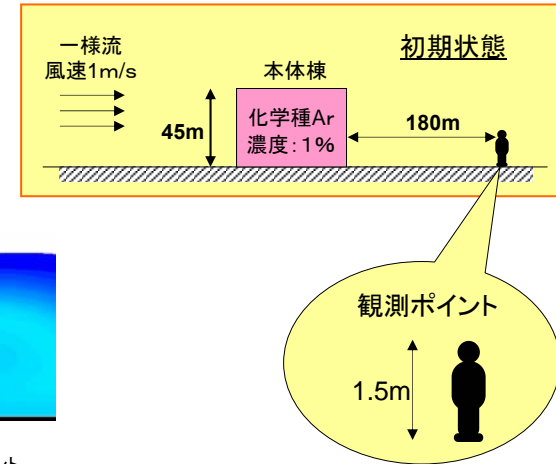 初期状態
一様流
風速1m/s
本体棟
45m
化学種Ar
濃度:1%
180m
観測ポイント
1.5m